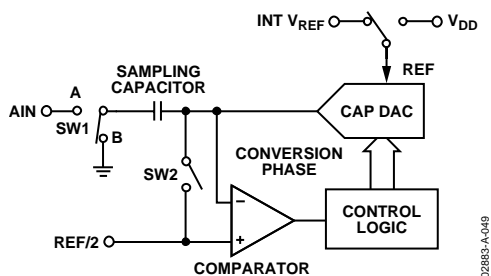 INT VREF
VDD
REF
SAMPLING
CAPACITOR
A
AIN
SW1
B
CAP DAC
CONVERSION
PHASE
SW2
−
+
CONTROL
LOGIC
REF/2
COMPARATOR
02883-A-049